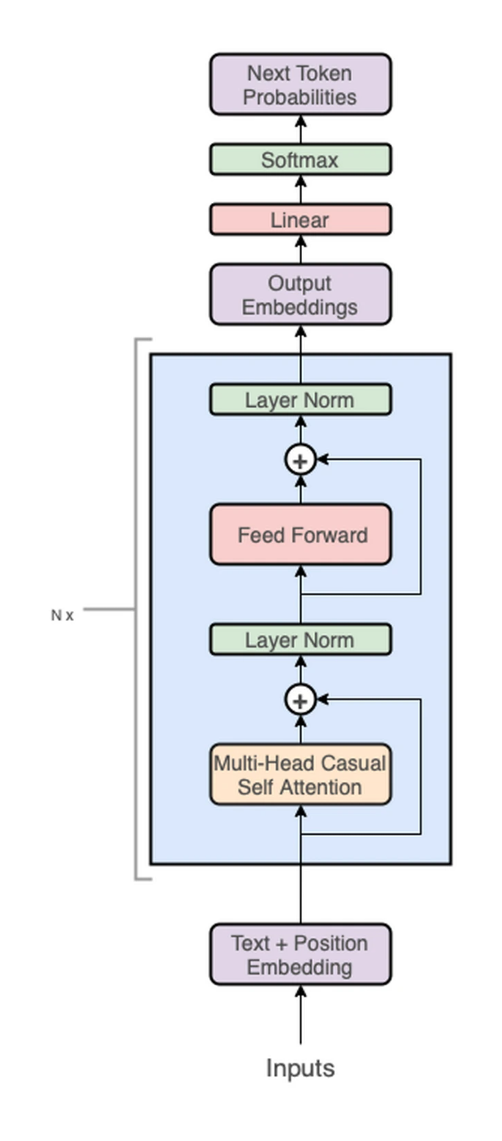 Next Token
Probabilities
Softmax
Linear
Output
Embeddings
Layer Norm
+
Feed Forward
N x
Layer Norm
+
Multi-Head Casual
Self Attention
Text + Position
Embedding
Inputs